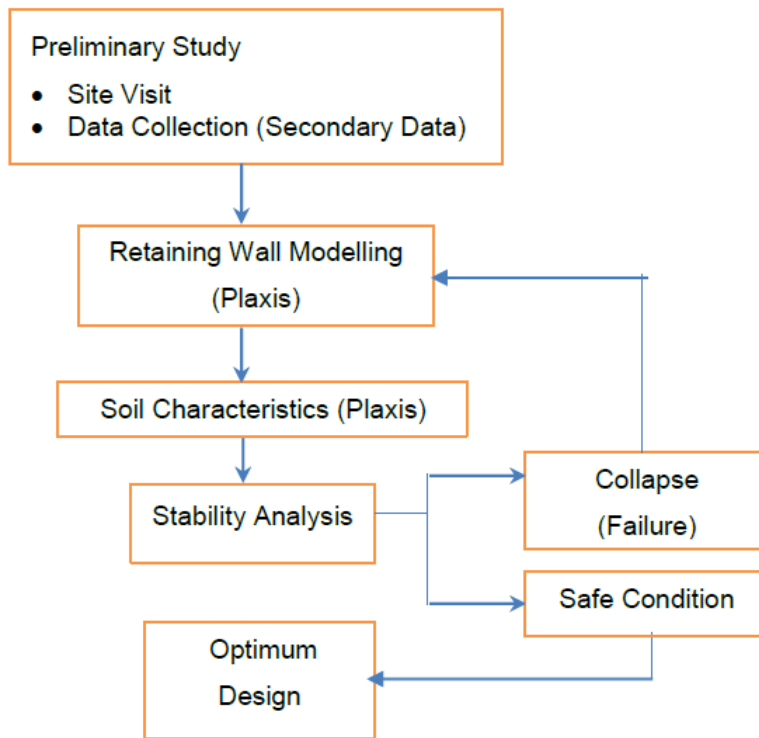 Preliminary Study
• Site Visit
• Data Collection (Secondary Data)
Retaining Wall Modelling
(Plaxis)
Soil Characteristics (Plaxis)
Stability Analysis
Collapse
(Failure)
Safe Condition
Optimum
Design